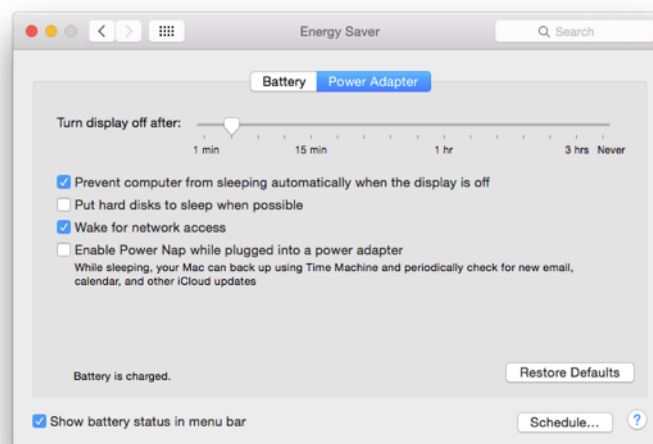 Energy Saver
Search
Battery Power Adapter
Turn display off after:
1 min 15 min 1 hr 3 hrs Never
Prevent computer from sleeping automatically when the display is off
Put hard disks to sleep when possible
Wake for network access
Enable Power Nap while plugged into a power adapter
While sleeping, your Mac can back up using Time Machine and periodically check for new email,
calendar, and other iCloud updates
Battery is charged.
Restore Defaults
Show battery status in menu bar
Schedule...
?